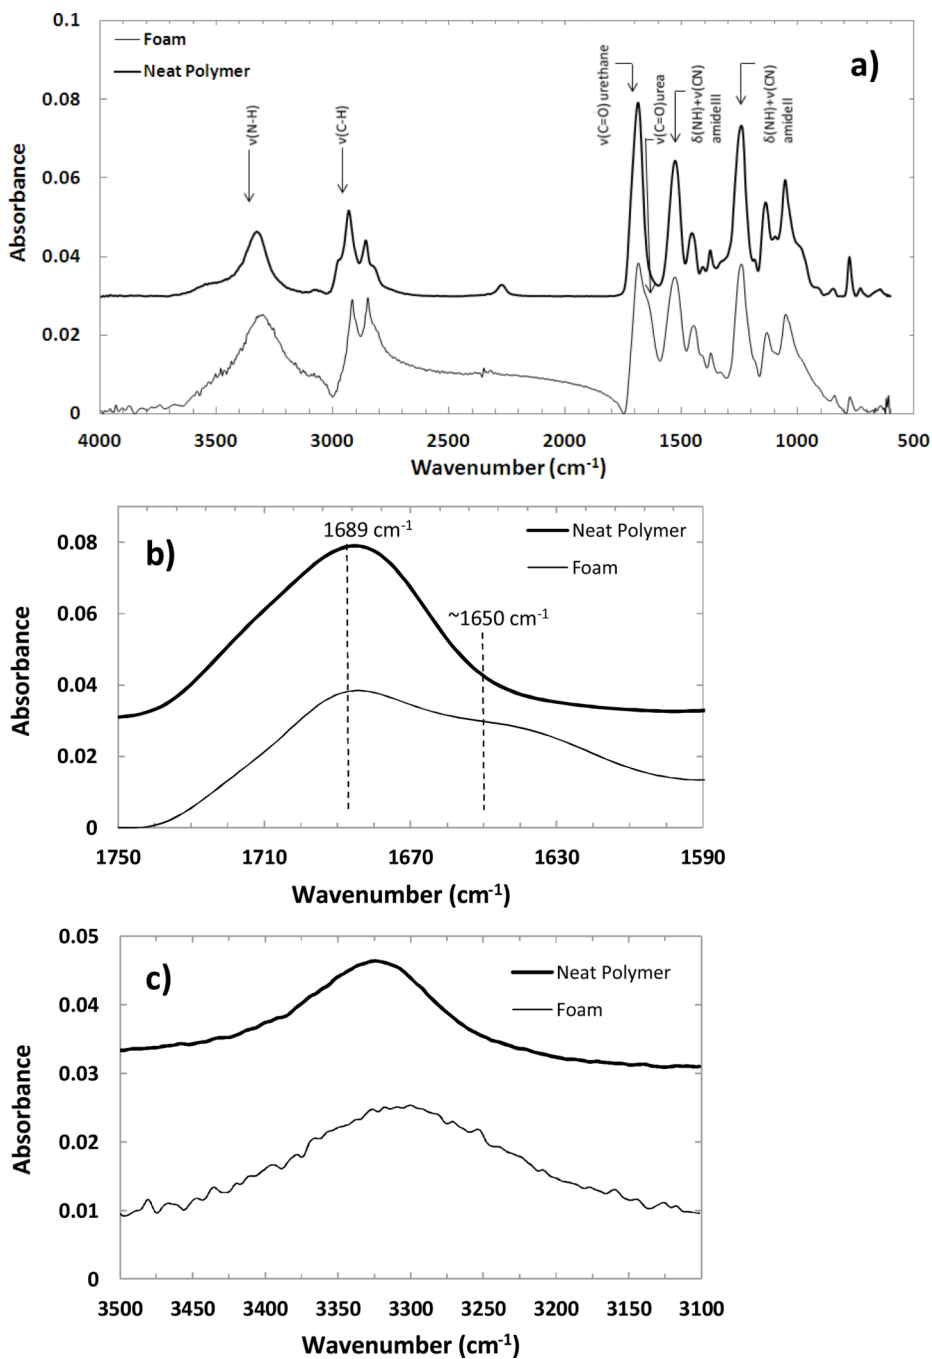 0.1
Foam
Neat Polymer
a)
0.08
0.06
0.04
0.02
0
Absorbance
ν(N-H)
ν(C-H)
ν(C=O)urethane
ν(C=O)urea
δ(NH)+ν(CN)
amideIII
δ(NH)+ν(CN)
amideII
4000 3500 3000 2500 2000 1500 1000 500
Wavenumber (cm-1)
b)
1689 cm-1
~1650 cm-1
Neat Polymer
Foam
0.08
0.06
0.04
0.02
0
Absorbance
1750 1710 1670 1630 1590
Wavenumber (cm-1)
c)
Neat Polymer
Foam
0.05
0.04
0.03
0.02
0.01
0
Absorbance
3500 3450 3400 3350 3300 3250 3200 3150 3100
Wavenumber (cm-1)